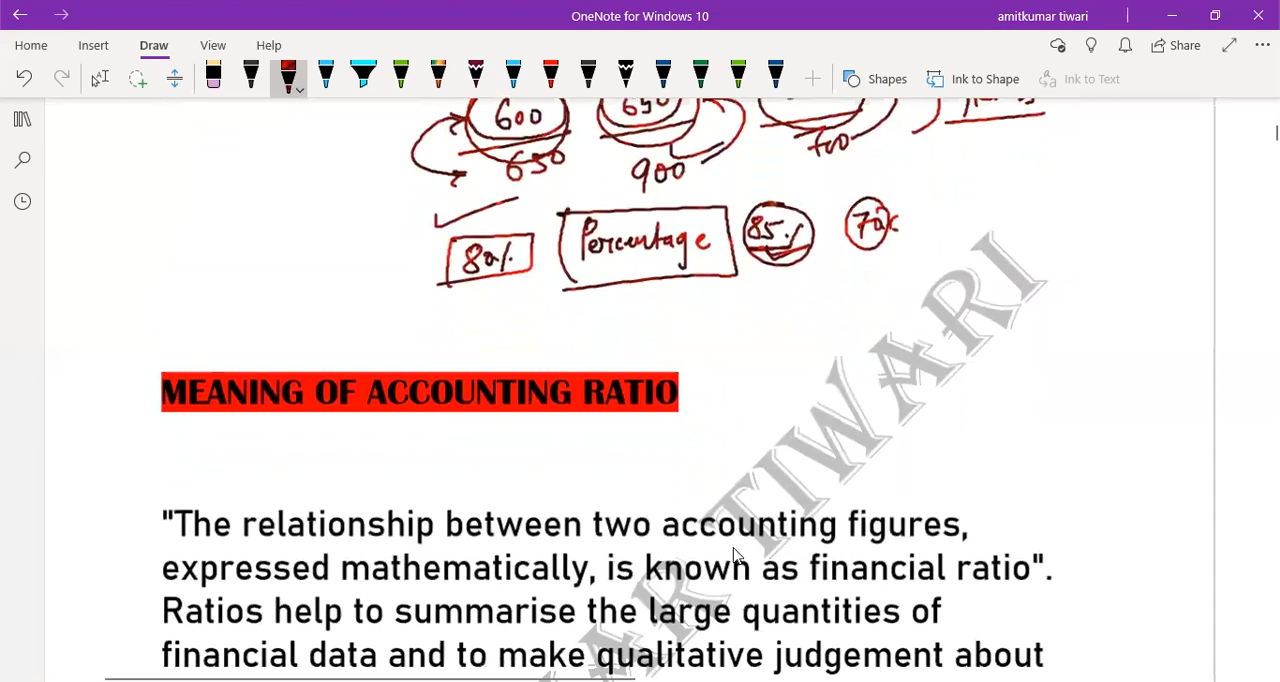 OneNote for Windows 10
amitkumar tiwari
Home Insert Draw View Help
Share
Shapes
Ink to Shape
Ink to Text
600
650
650
900
700
80%
Percentage
85%
70%
MEANING OF ACCOUNTING RATIO
"The relationship between two accounting figures,
expressed mathematically, is known as financial ratio".
Ratios help to summarise the large quantities of
financial data and to make qualitative judgement about
AR TIWARI